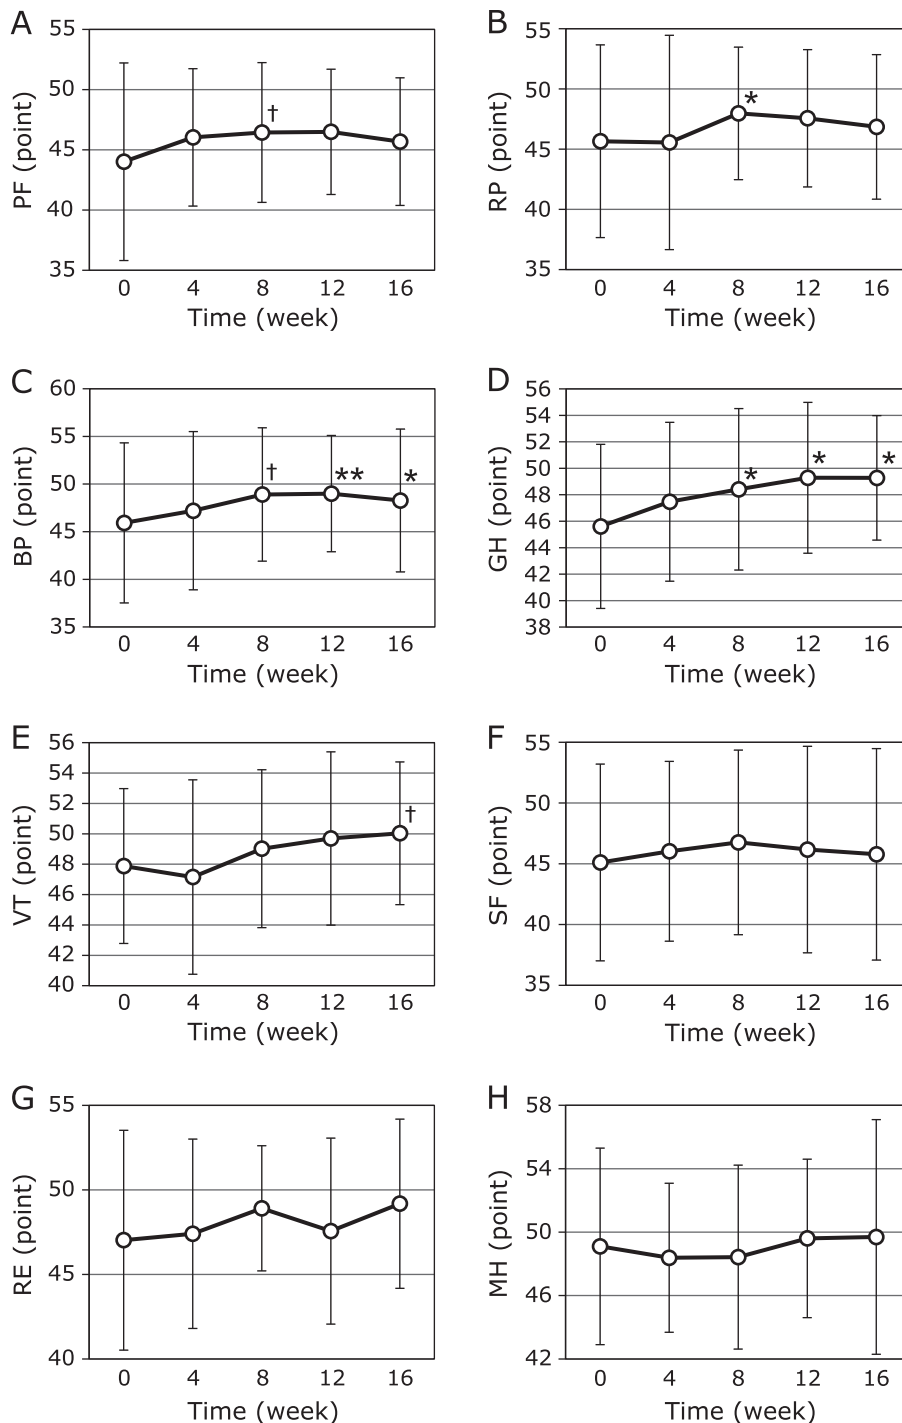 A
PF (point)
55
50
45
40
35
†
0 4 8 12 16
Time (week)
B
RP (point)
55
50
45
40
35
*
0 4 8 12 16
Time (week)
C
BP (point)
60
55
50
45
40
35
† ** *
0 4 8 12 16
Time (week)
D
GH (point)
56
54
52
50
48
46
44
42
40
38
* * *
0 4 8 12 16
Time (week)
E
VT (point)
56
54
52
50
48
46
44
42
40
†
0 4 8 12 16
Time (week)
F
SF (point)
55
50
45
40
35
0 4 8 12 16
Time (week)
G
RE (point)
55
50
45
40
0 4 8 12 16
Time (week)
H
MH (point)
58
54
50
46
42
0 4 8 12 16
Time (week)